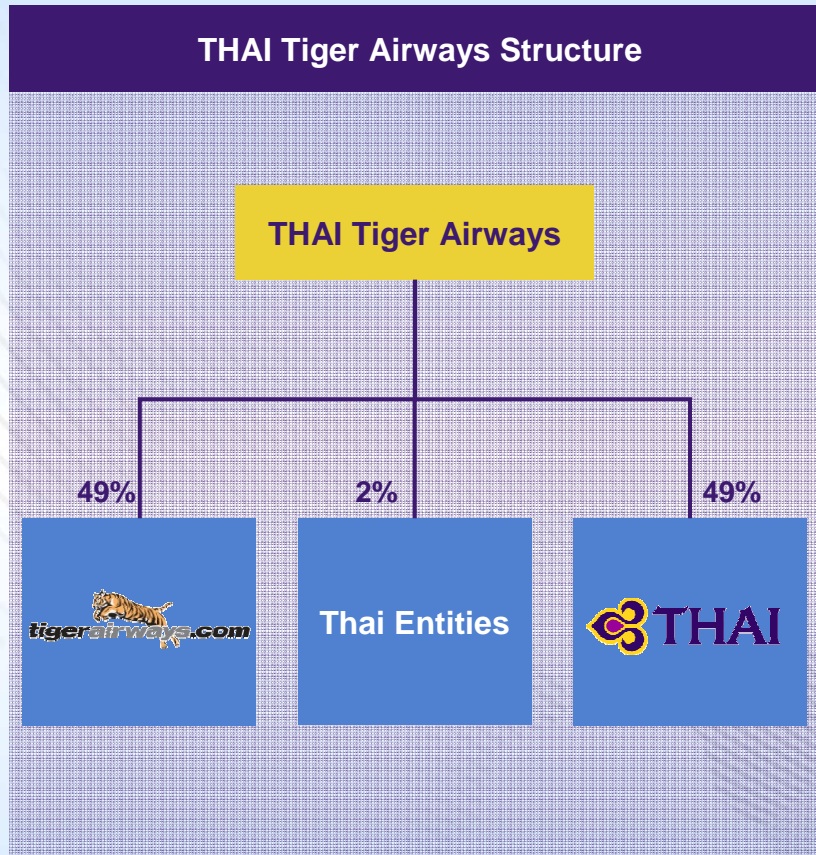 THAI Tiger Airways Structure
THAI Tiger Airways
49%
2%
49%
tigerairways.com
Thai Entities
THAI